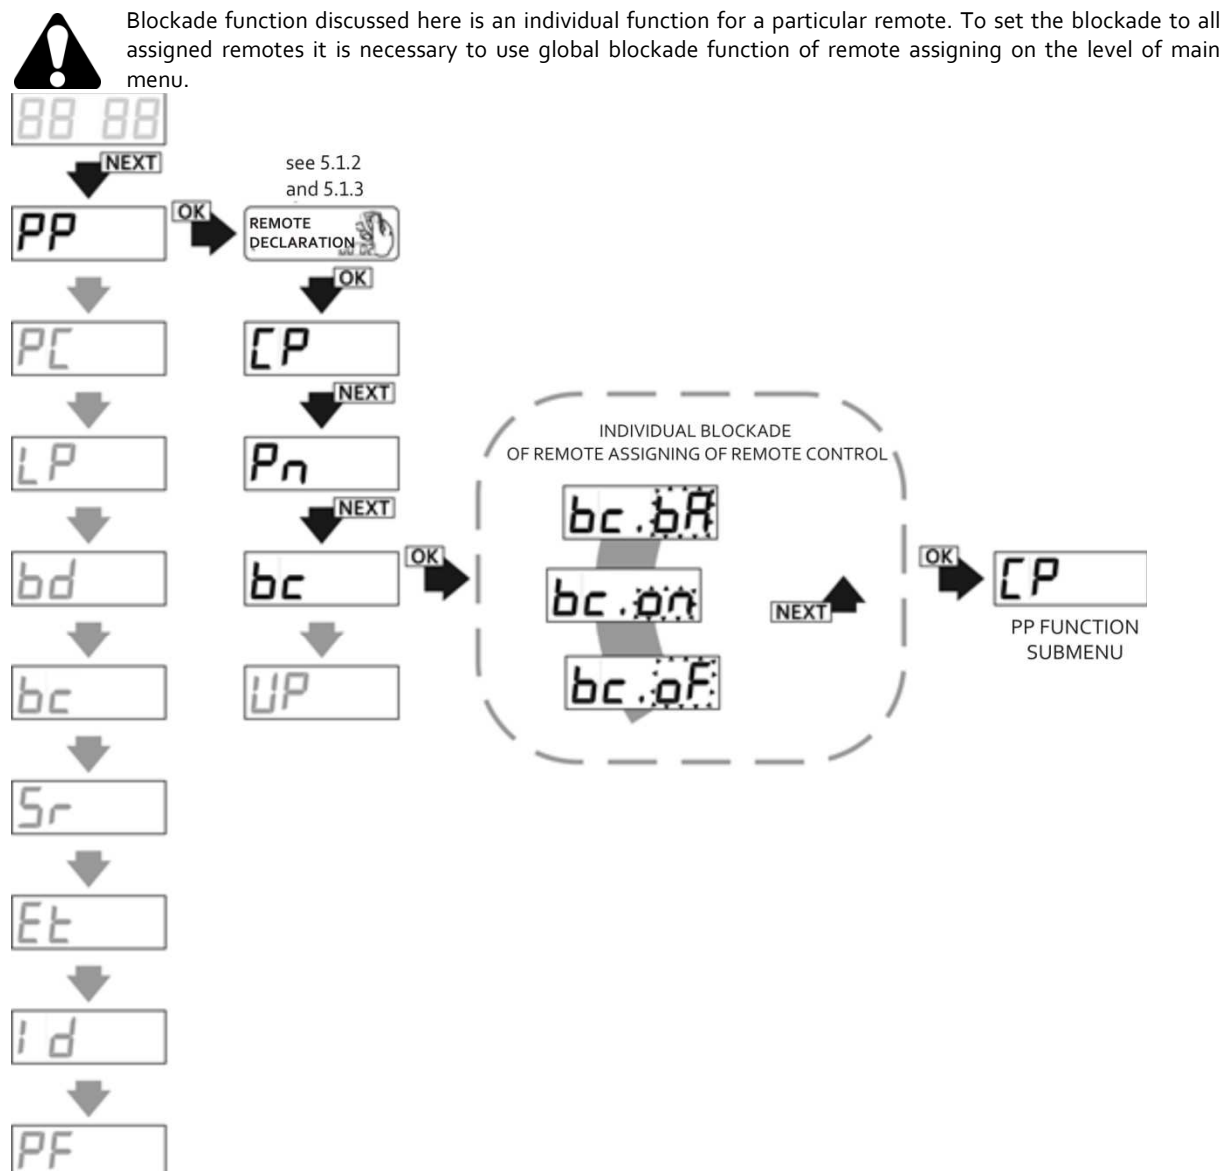 Blockade function discussed here is an individual function for a particular remote. To set the blockade to all
assigned remotes it is necessary to use global blockade function of remote assigning on the level of main
menu.
88 88
NEXT
see 5.1.2
and 5.1.3
PP
OK
REMOTE
DECLARATION
OK
PC
CP
NEXT
LP
Pn
NEXT
bd
bc
OK
INDIVIDUAL BLOCKADE
OF REMOTE ASSIGNING OF REMOTE CONTROL
bc.bA
bc.on
bc.oF
NEXT
OK
CP
PP FUNCTION
SUBMENU
bc
UP
Sr
Et
Id
PF